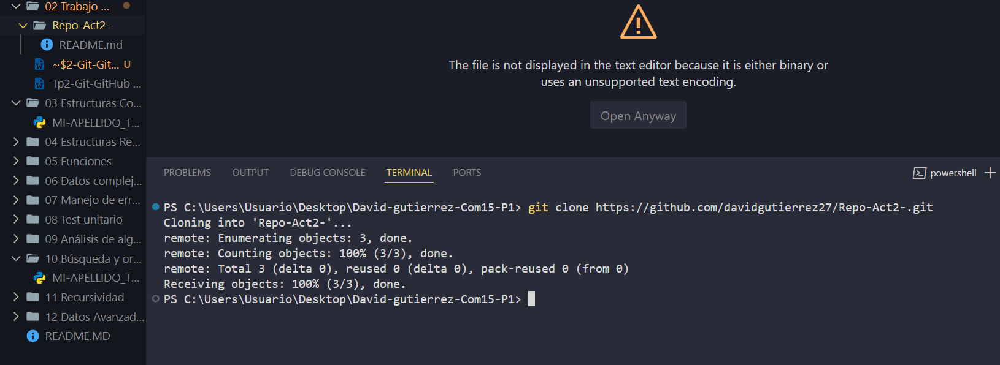 02 Trabajo ...
Repo-Act2-
README.md
~$2-Git-Git... U
Tp2-Git-GitHub ...
03 Estructuras Co...
MI-APELLIDO_T...
04 Estructuras Re...
05 Funciones
06 Datos complej...
07 Manejo de err...
08 Test unitario
09 Análisis de alg...
10 Búsqueda y or...
MI-APELLIDO_T...
11 Recursividad
12 Datos Avanzad...
README.MD
The file is not displayed in the text editor because it is either binary or
uses an unsupported text encoding.
Open Anyway
PROBLEMS OUTPUT DEBUG CONSOLE TERMINAL PORTS
powershell
PS C:\Users\Usuario\Desktop\David-gutierrez-Com15-P1> git clone https://github.com/davidgutierrez27/Repo-Act2-.git
Cloning into 'Repo-Act2-'...
remote: Enumerating objects: 3, done.
remote: Counting objects: 100% (3/3), done.
remote: Total 3 (delta 0), reused 0 (delta 0), pack-reused 0 (from 0)
Receiving objects: 100% (3/3), done.
PS C:\Users\Usuario\Desktop\David-gutierrez-Com15-P1>